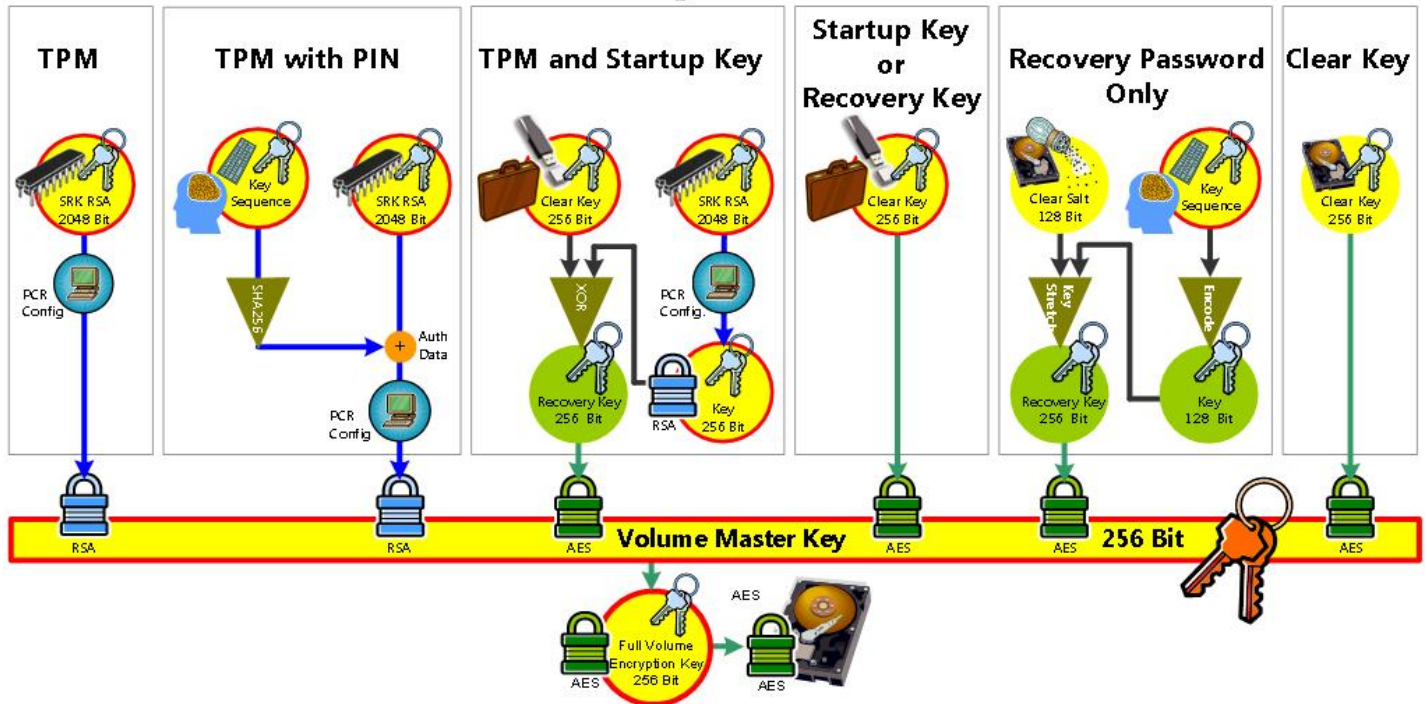 TPM
SRK RSA
2048 Bit
PCR
Config
RSA
TPM with PIN
Key
Sequence
SRK RSA
2048 Bit
SHA256
+
Auth
Data
PCR
Config
RSA
TPM and Startup Key
Clear Key
256 Bit
SRK RSA
2048 Bit
XOR
PCR
Config.
Recovery Key
256 Bit
RSA
Key
256 Bit
AES
Startup Key
or
Recovery Key
Clear Key
256 Bit
AES
Recovery Password
Only
Clear Salt
128 Bit
Key
Sequence
Key
Stretch
Encode
Recovery Key
256 Bit
Key
128 Bit
AES
Clear Key
Clear Key
256 Bit
AES
Volume Master Key
256 Bit
AES
Full Volume
Encryption Key
256 Bit
AES
AES